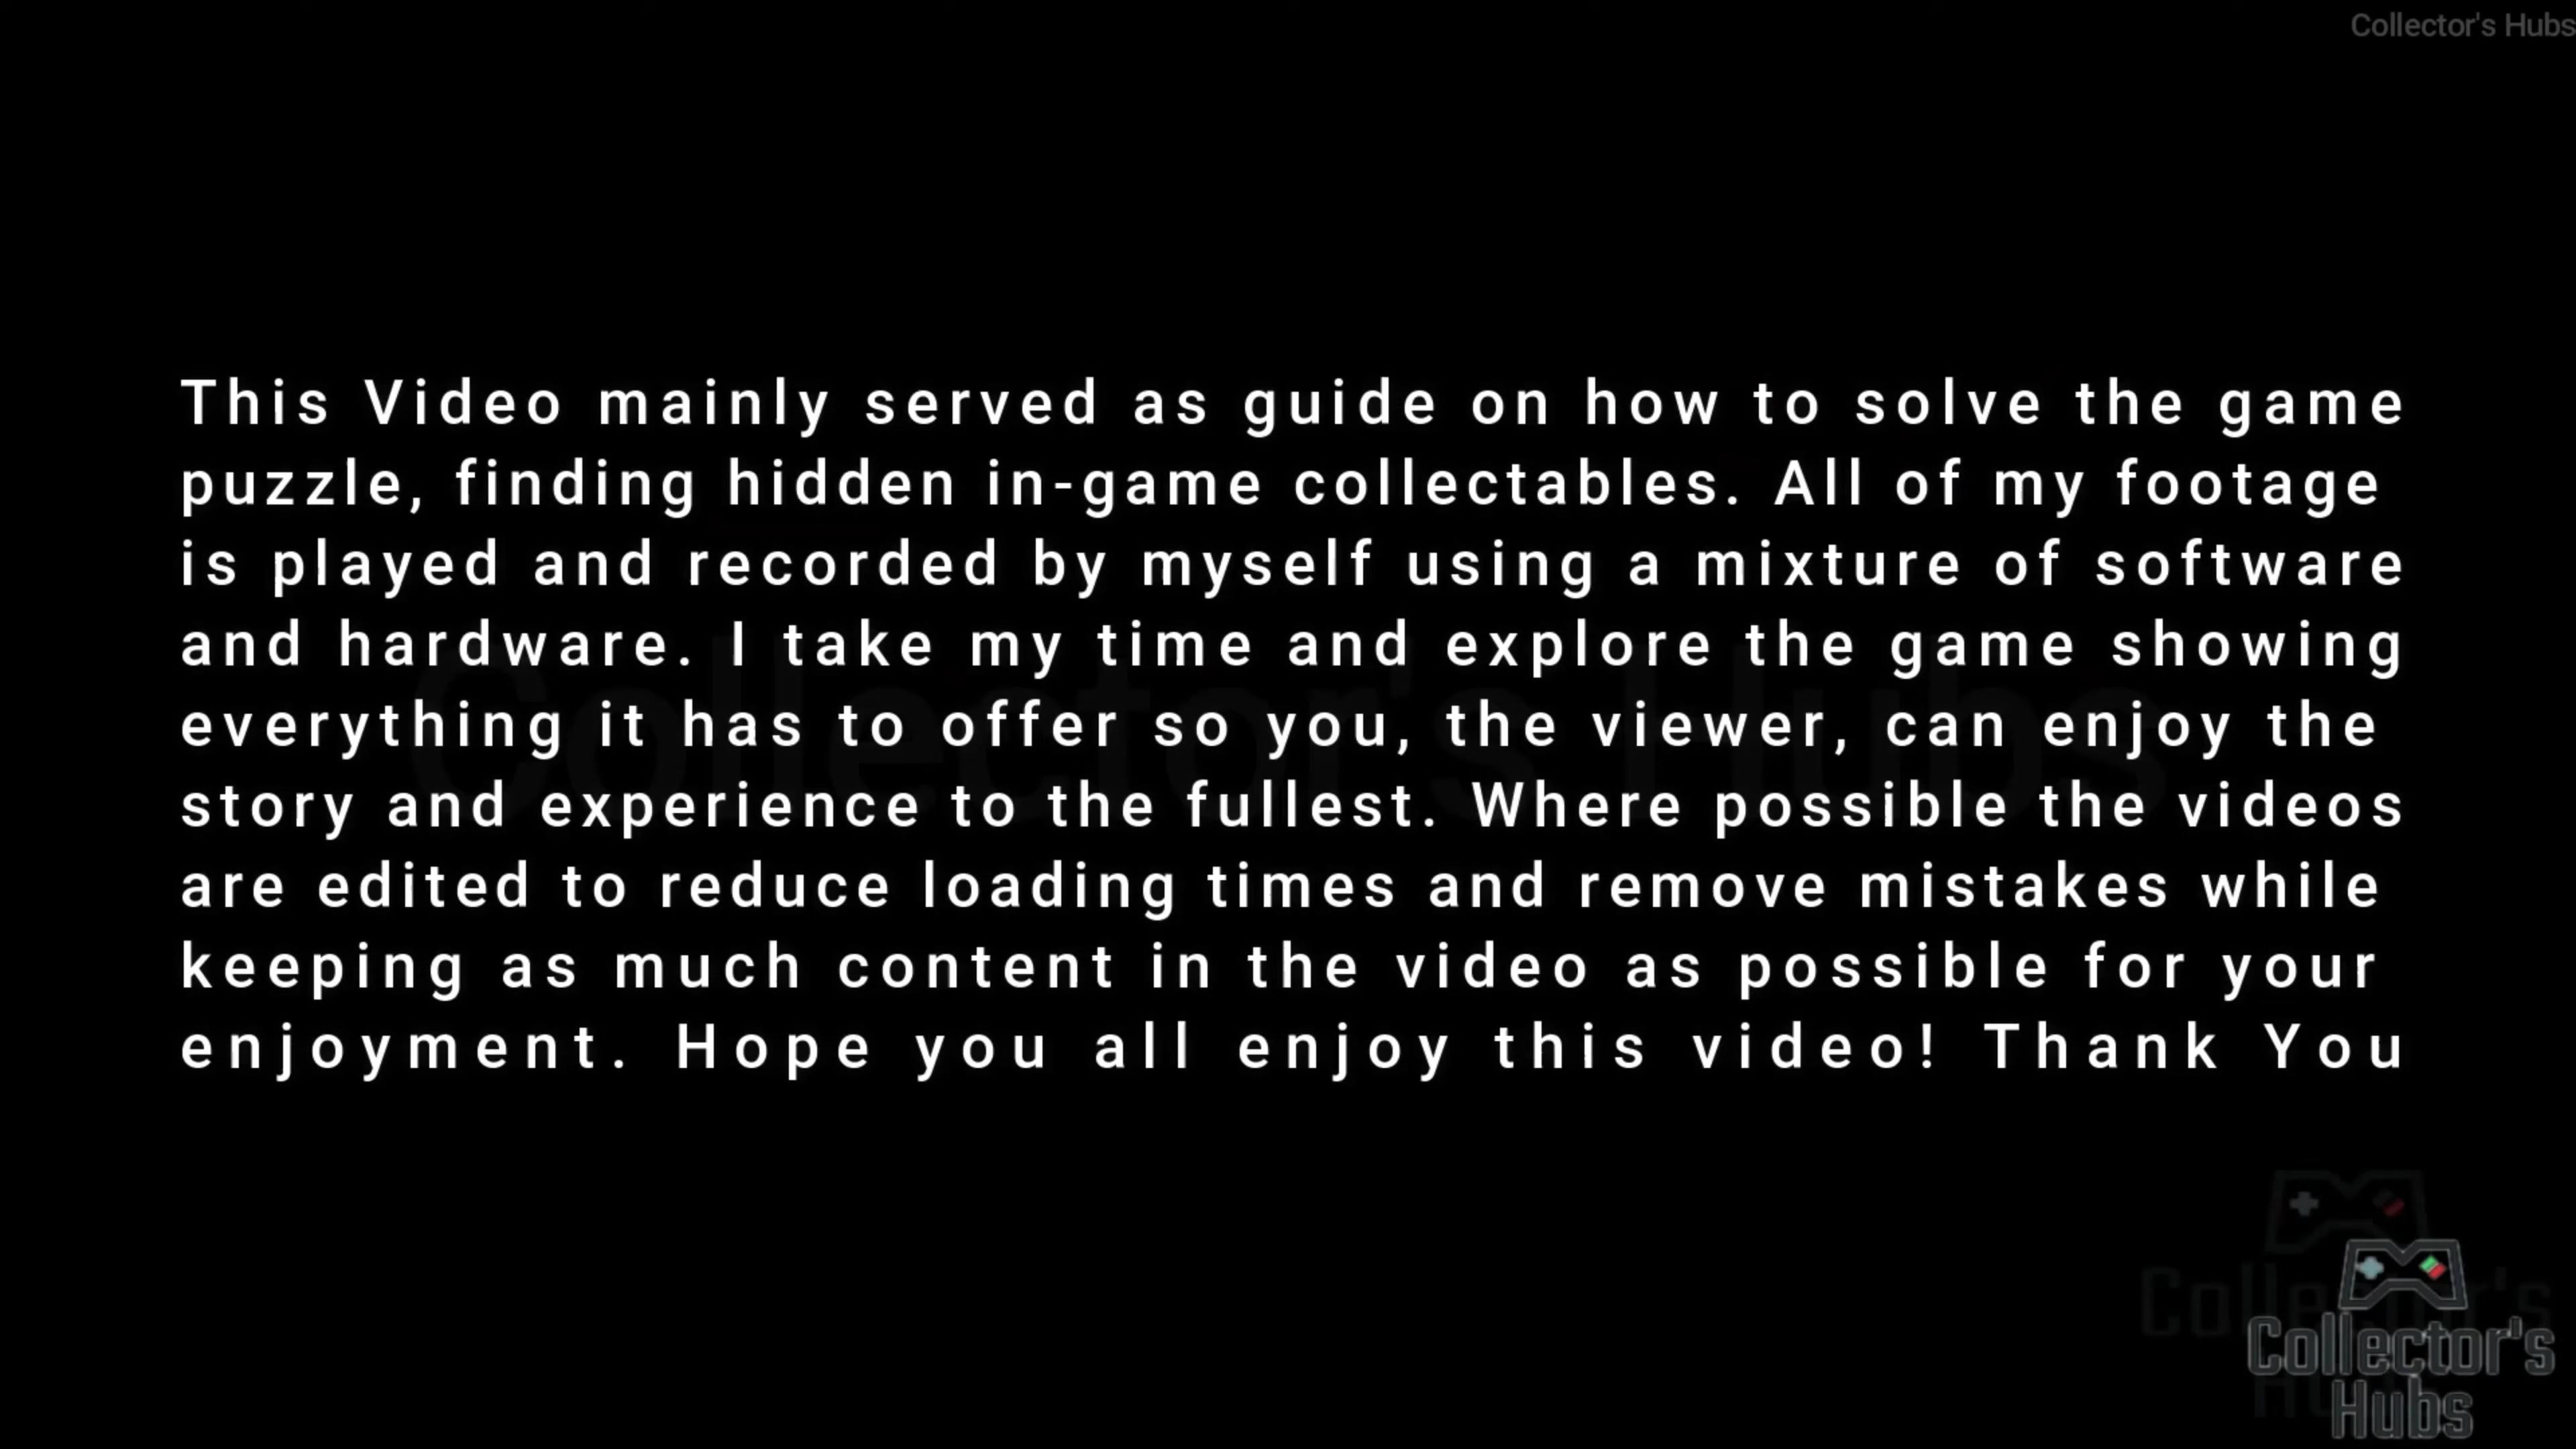 Collector's Hubs
This Video mainly served as guide on how to solve the game
puzzle, finding hidden in-game collectables. All of my footage
is played and recorded by myself using a mixture of software
and hardware. I take my time and explore the game showing
everything it has to offer so you, the viewer, can enjoy the
story and experience to the fullest. Where possible the videos
are edited to reduce loading times and remove mistakes while
keeping as much content in the video as possible for your
enjoyment. Hope you all enjoy this video! Thank You
Collector's Hubs
Collector's
Collector's
Hubs